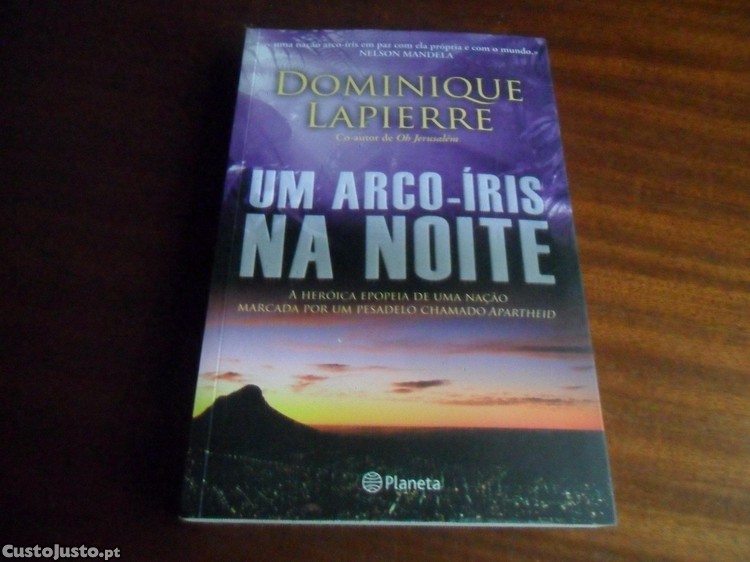 uma nação arco-íris em paz com ela própria e com o mundo.»
NELSON MANDELA
DOMINIQUE
LAPIERRE
Co-autor de Oh Jerusalém
UM ARCO-ÍRIS
NA NOITE
A HERÓICA EPOPEIA DE UMA NAÇÃO
MARCADA POR UM PESADELO CHAMADO APARTHEID
Planeta
CustoJusto.pt